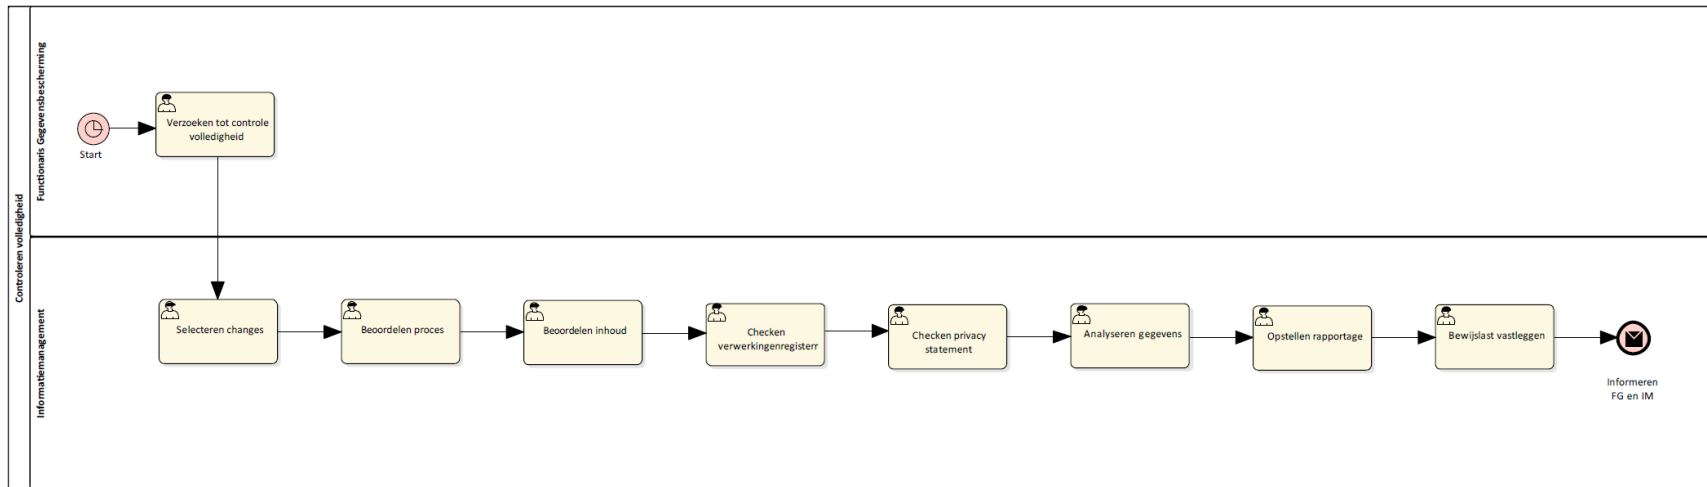 Controleren volledigheid
Functionaris Gegevensbescherming
Start
Verzoeken tot controle
volledigheid
Informatiemanagement
Selecteren changes
Beoordelen proces
Beoordelen inhoud
Checken
verwerkingenregisterr
Checken privacy
statement
Analyseren gegevens
Opstellen rapportage
Bewijslast vastleggen
Informeren
FG en IM